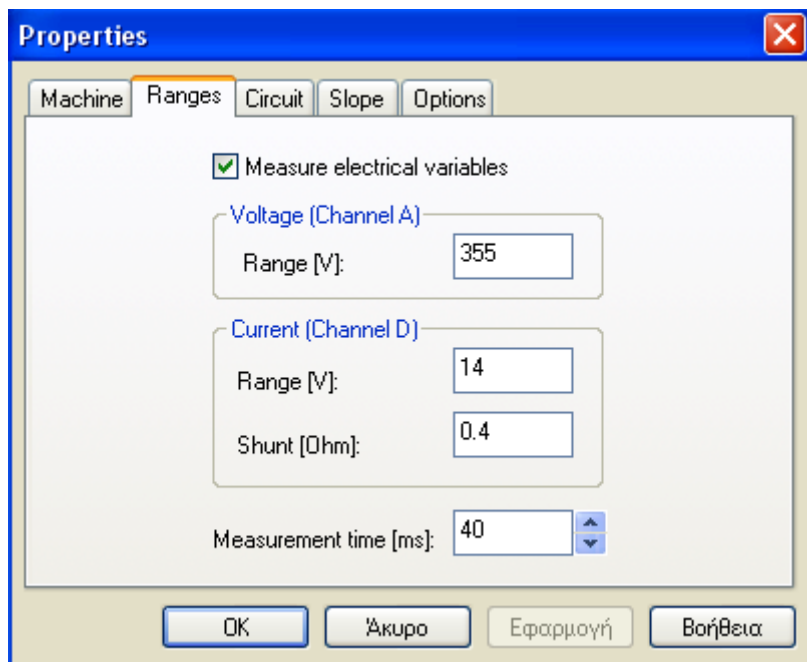 Properties
Machine Ranges Circuit Slope Options
Measure electrical variables
Voltage (Channel A)
Range [V]: 355
Current (Channel D)
Range [V]: 14
Shunt [Ohm]: 0.4
Measurement time [ms]: 40
OK Άκυρο Εφαρμογή Βοήθεια